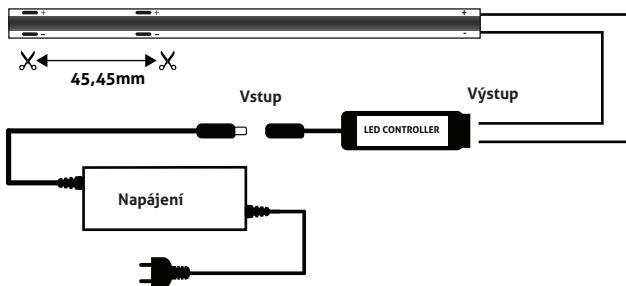 + + +
- - -
45,45mm
Vstup
Výstup
LED CONTROLLER
Napájení